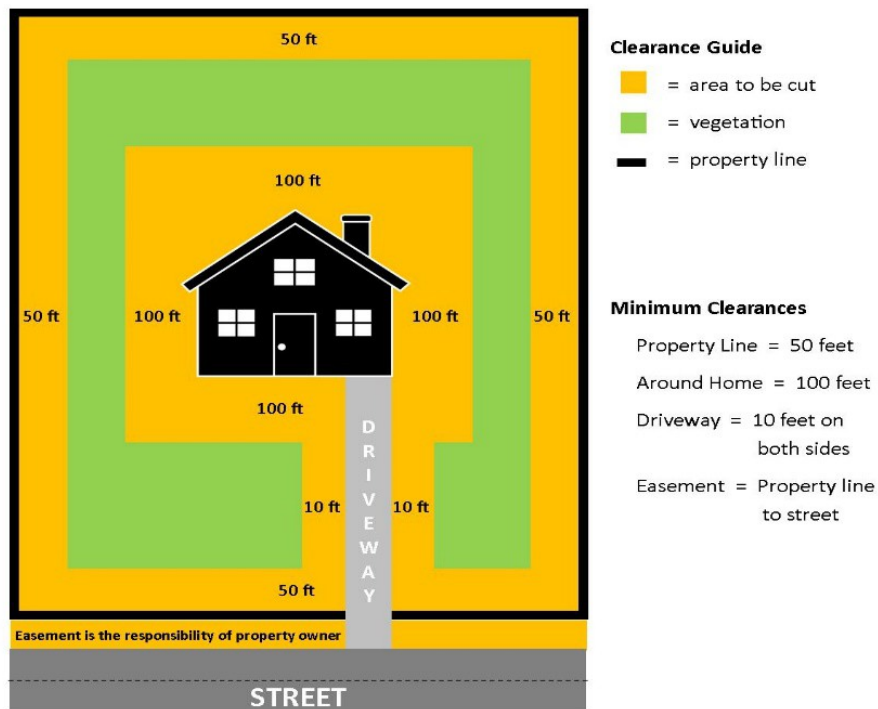 50 ft
100 ft
50 ft
100 ft
100 ft
50 ft
100 ft
DRIVEWAY
10 ft
10 ft
50 ft
Easement is the responsibility of property owner
STREET
Clearance Guide
= area to be cut
= vegetation
= property line
Minimum Clearances
Property Line = 50 feet
Around Home = 100 feet
Driveway = 10 feet on
both sides
Easement = Property line
to street